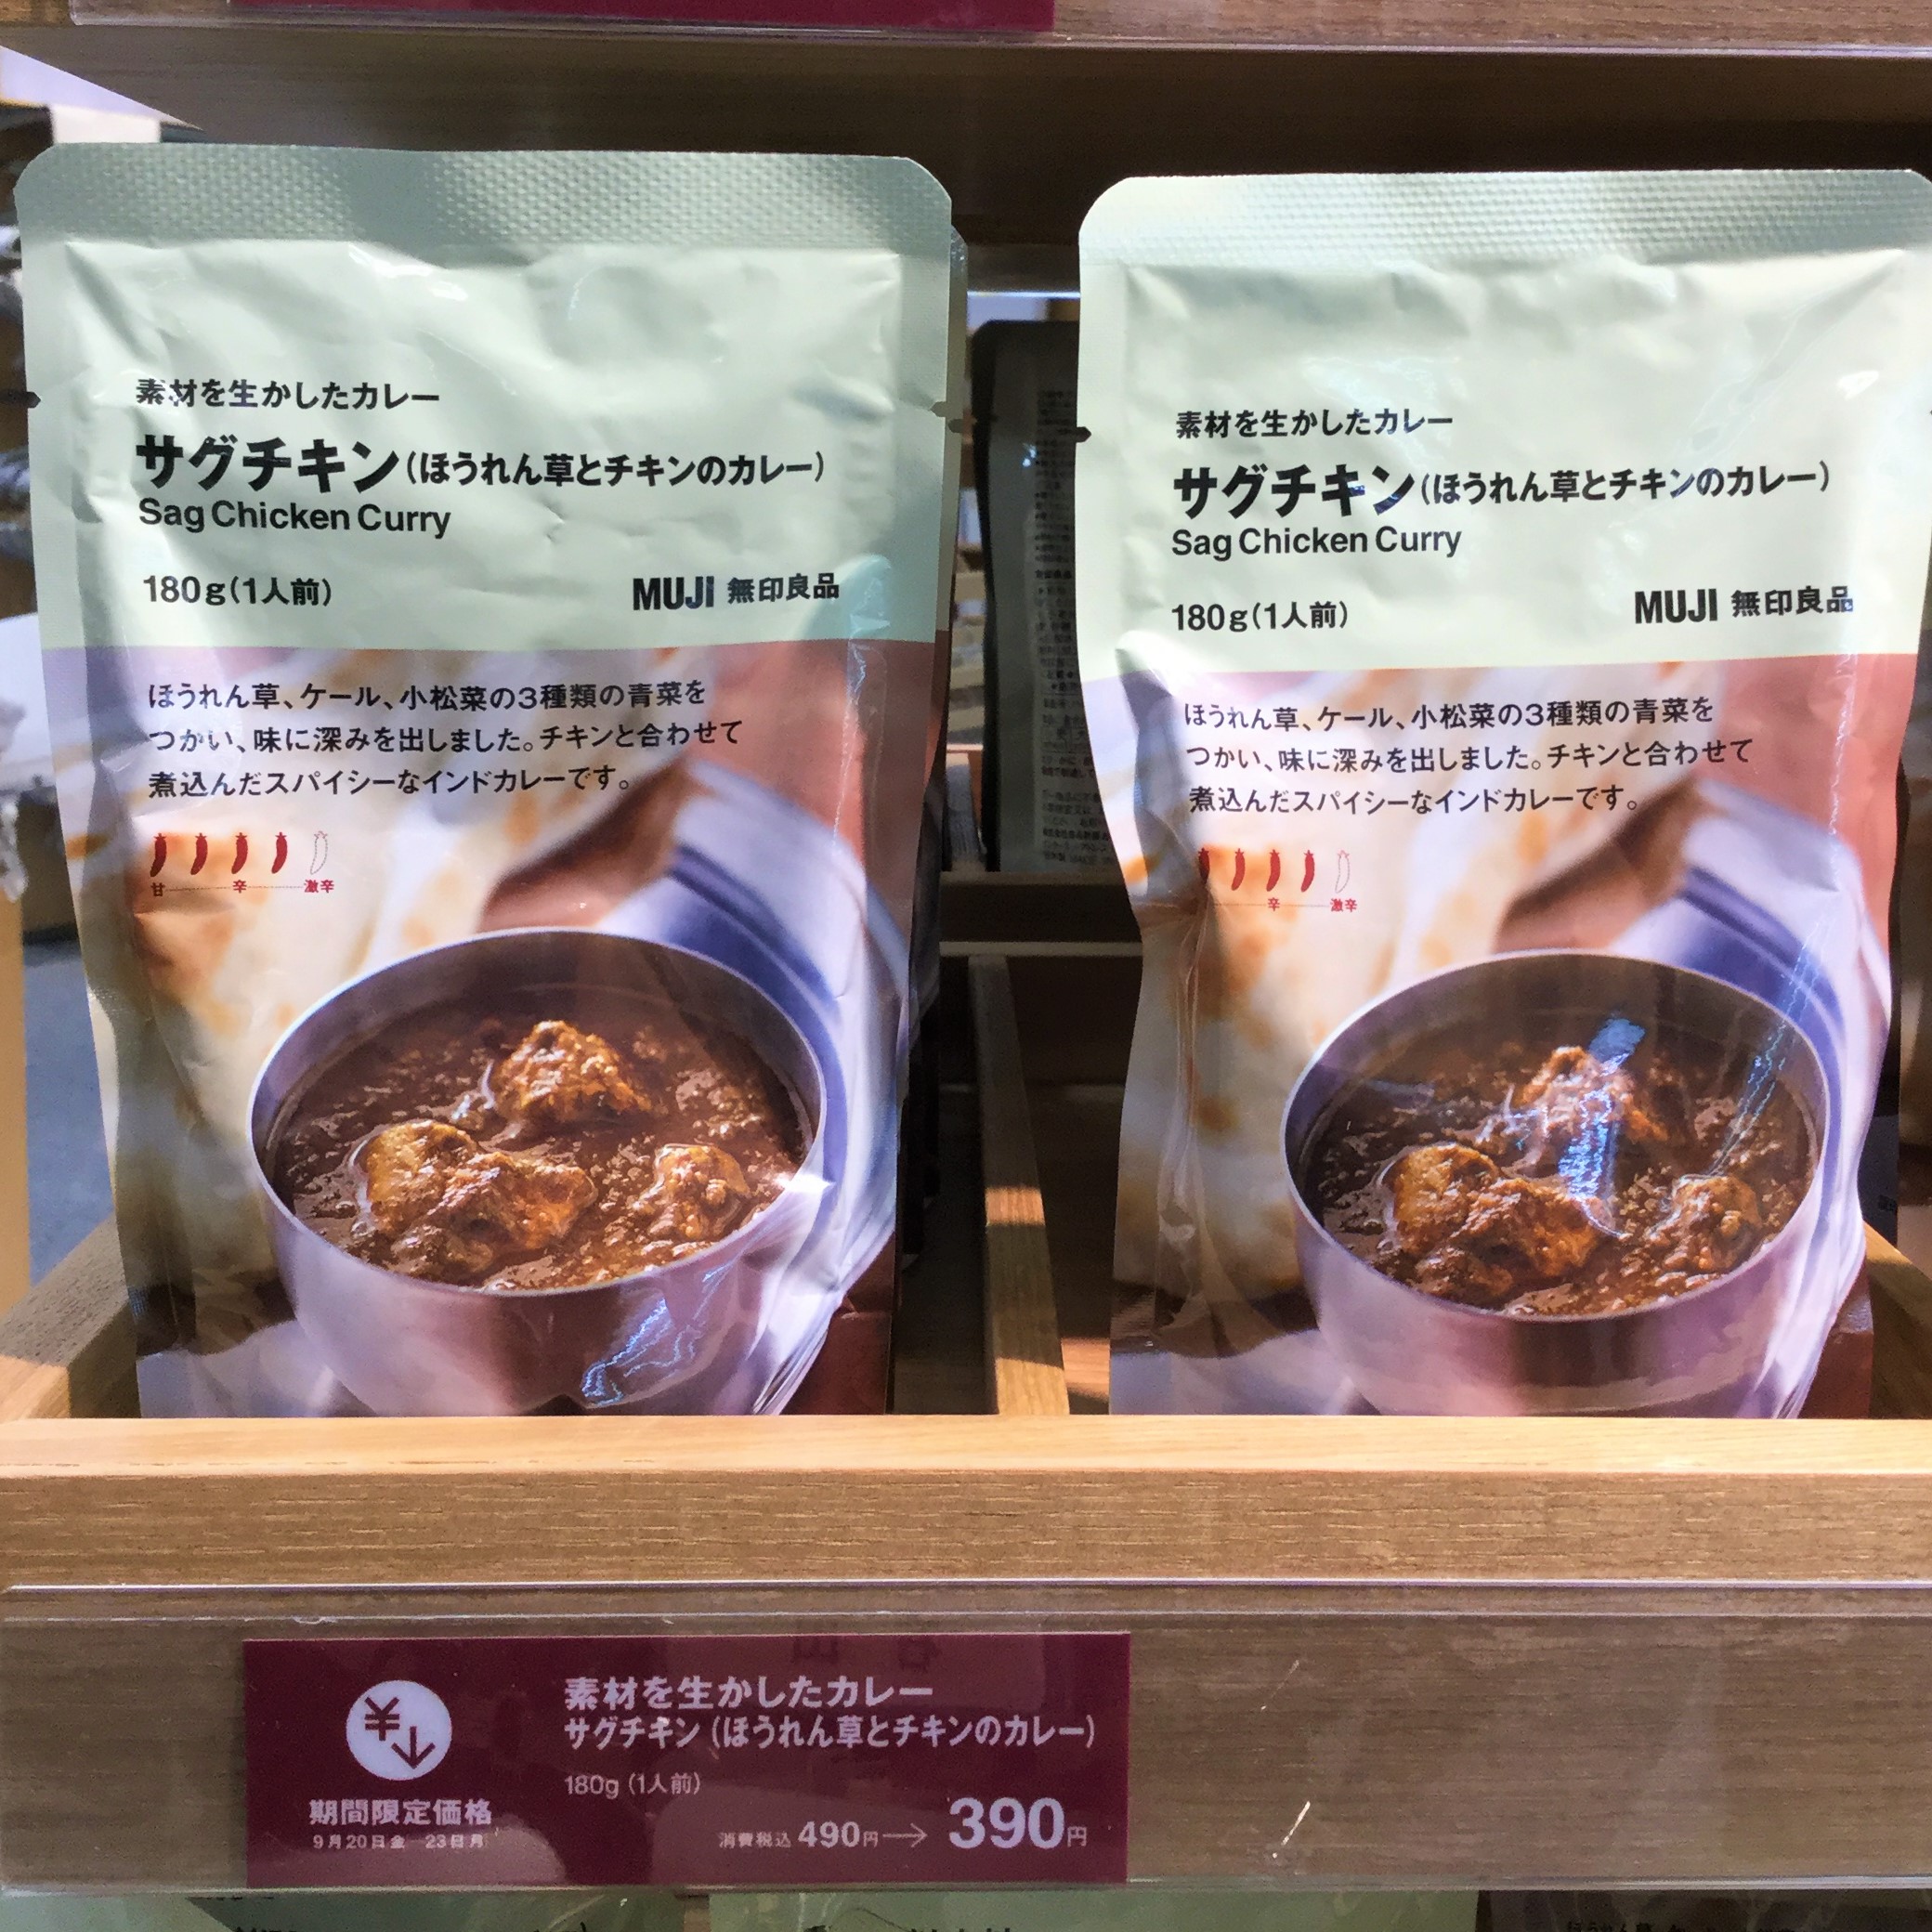 素材を生かしたカレー
サグチキン(ほうれん草とチキンのカレー)
Sag Chicken Curry
180g(1人前)
MUJI 無印良品
ほうれん草、ケール、小松菜の3種類の青菜を
つかい、味に深みを出しました。チキンと合わせて
煮込んだスパイシーなインドカレーです。
甘 辛 激辛
素材を生かしたカレー
サグチキン(ほうれん草とチキンのカレー)
Sag Chicken Curry
180g(1人前)
MUJI 無印良品
ほうれん草、ケール、小松菜の3種類の青菜を
つかい、味に深みを出しました。チキンと合わせて
煮込んだスパイシーなインドカレーです。
辛 激辛
¥↓
期間限定価格
9月20日金 23日月
素材を生かしたカレー
サグチキン(ほうれん草とチキンのカレー)
180g(1人前)
消費税込 490円→390円